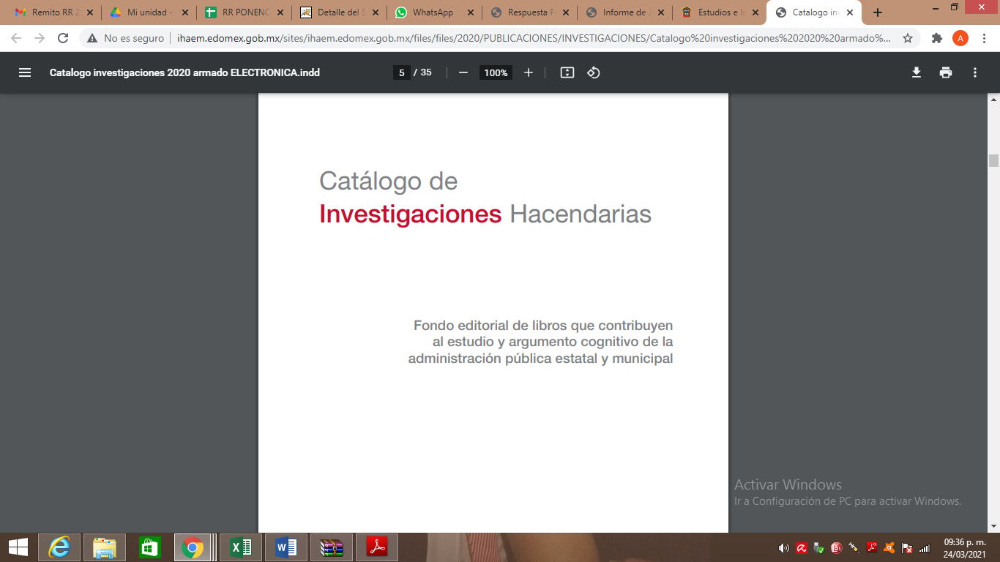 Remito RR 2
Mi unidad -
RR PONENC
Detalle del S
WhatsApp
Respuesta F
Informe de J
Estudios e In
Catalogo inv
No es seguro
ihaem.edomex.gob.mx/sites/ihaem.edomex.gob.mx/files/files/2020/PUBLICACIONES/INVESTIGACIONES/Catalogo%20investigaciones%202020%20armado%...
A
Catalogo investigaciones 2020 armado ELECTRONICA.indd
5 / 35
100%
Catálogo de
Investigaciones Hacendarias
Fondo editorial de libros que contribuyen
al estudio y argumento cognitivo de la
administración pública estatal y municipal
Activar Windows
Ir a Configuración de PC para activar Windows.
09:36 p. m.
24/03/2021